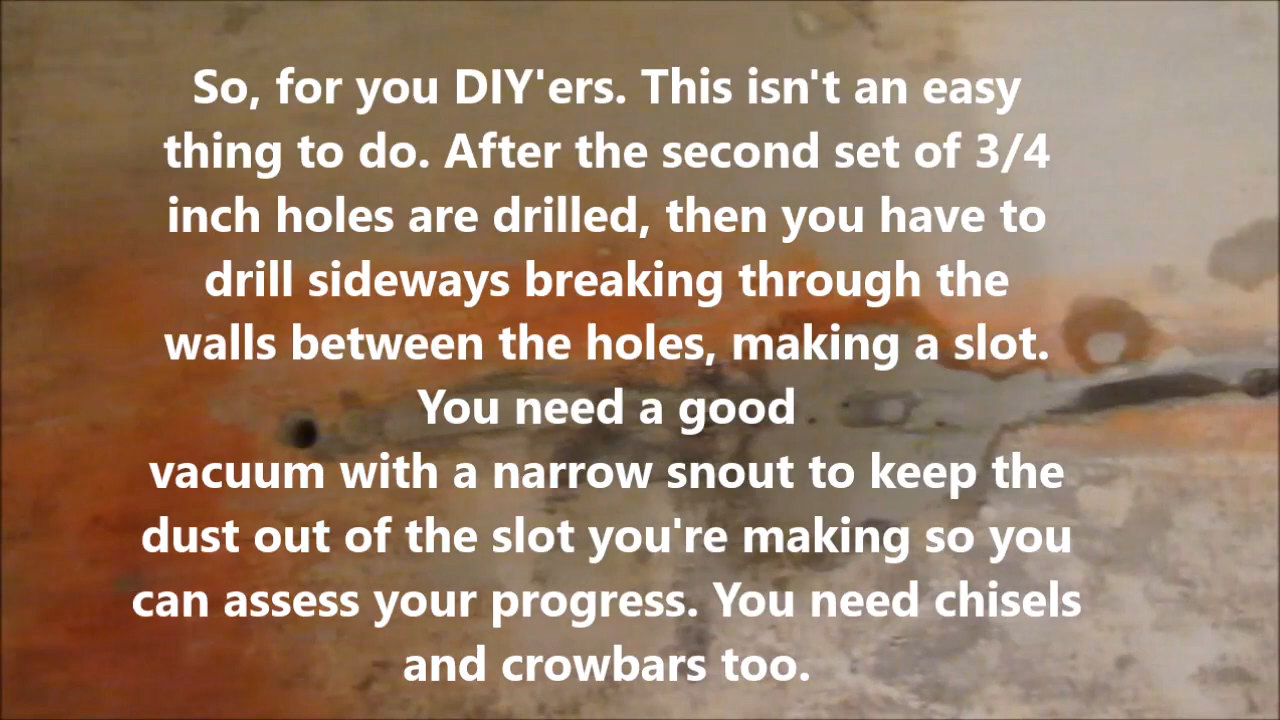 So, for you DIY'ers. This isn't an easy
thing to do. After the second set of 3/4
inch holes are drilled, then you have to
drill sideways breaking through the
walls between the holes, making a slot.
You need a good
vacuum with a narrow snout to keep the
dust out of the slot you're making so you
can assess your progress. You need chisels
and crowbars too.